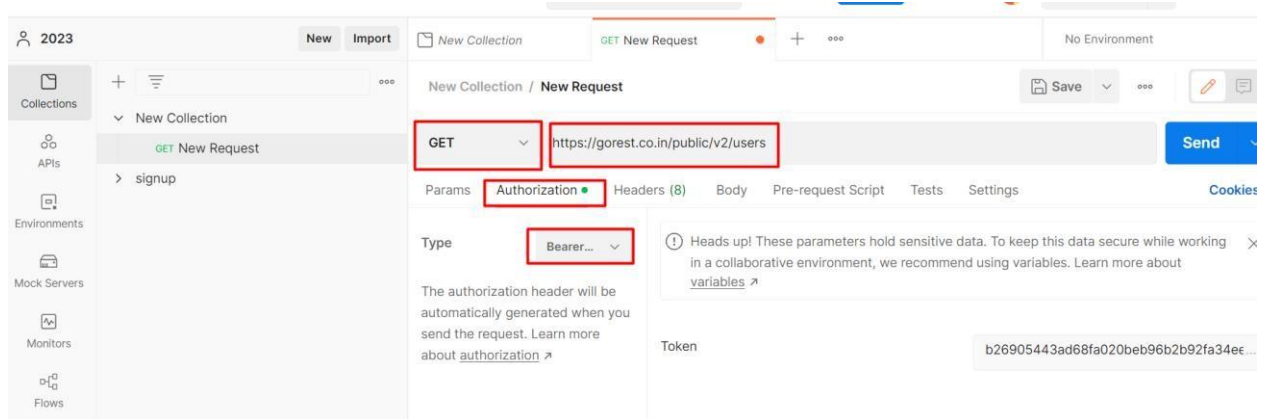 2023
New Import
New Collection
GET New Request
No Environment
Collections
New Collection
GET New Request
signup
APIs
Environments
Mock Servers
Monitors
Flows
New Collection / New Request
Save
GET
https://gorest.co.in/public/v2/users
Send
Params Authorization Headers (8) Body Pre-request Script Tests Settings
Cookies
Type
Bearer...
The authorization header will be
automatically generated when you
send the request. Learn more
about authorization
Heads up! These parameters hold sensitive data. To keep this data secure while working
in a collaborative environment, we recommend using variables. Learn more about
variables
Token
b26905443ad68fa020beb96b2b92fa34ee...